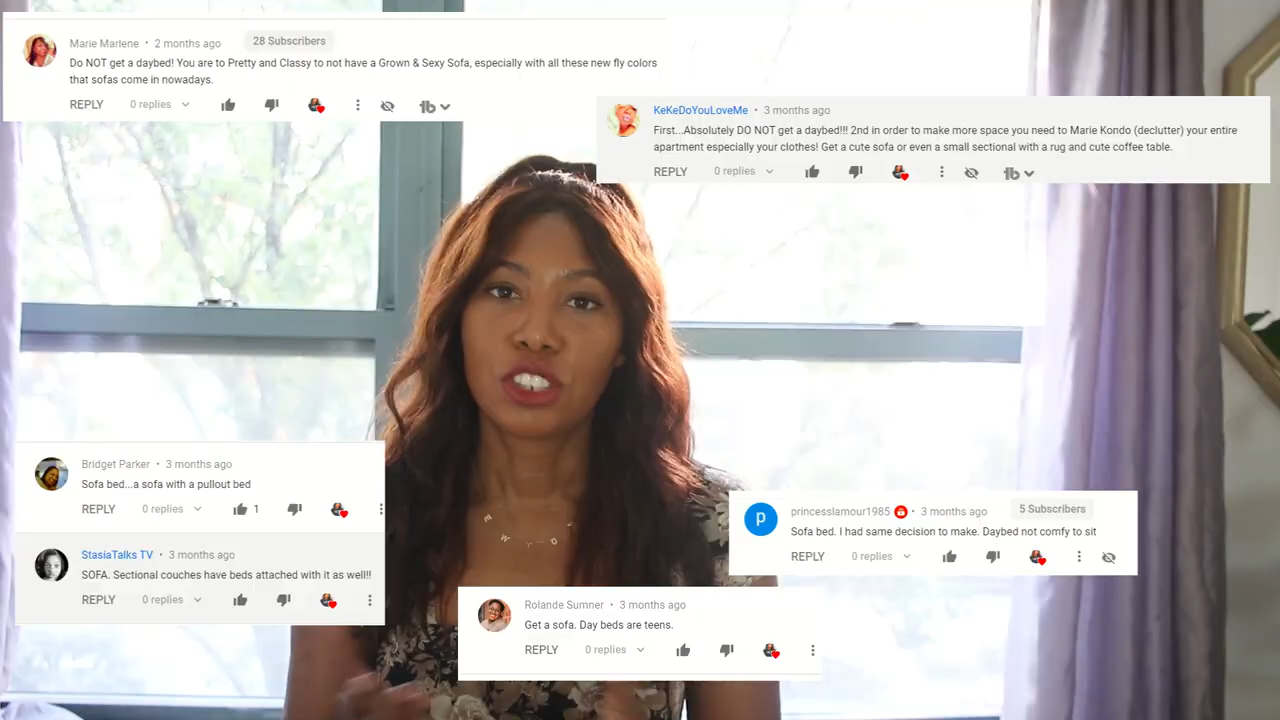 Marie Marlene • 2 months ago 28 Subscribers
Do NOT get a daybed! You are to Pretty and Classy to not have a Grown & Sexy Sofa, especially with all these new fly colors
that sofas come in nowadays.
REPLY 0 replies
tb
KeKeDoYouLoveMe • 3 months ago
First...Absolutely DO NOT get a daybed!!! 2nd in order to make more space you need to Marie Kondo (declutter) your entire
apartment especially your clothes! Get a cute sofa or even a small sectional with a rug and cute coffee table.
REPLY 0 replies
tb
Bridget Parker • 3 months ago
Sofa bed...a sofa with a pullout bed
REPLY 0 replies 1
StasiaTalks TV • 3 months ago
SOFA. Sectional couches have beds attached with it as well!!
REPLY 0 replies
p
princesslamour1985 • 3 months ago 5 Subscribers
Sofa bed. I had same decision to make. Daybed not comfy to sit
REPLY 0 replies
Rolande Sumner • 3 months ago
Get a sofa. Day beds are teens.
REPLY 0 replies